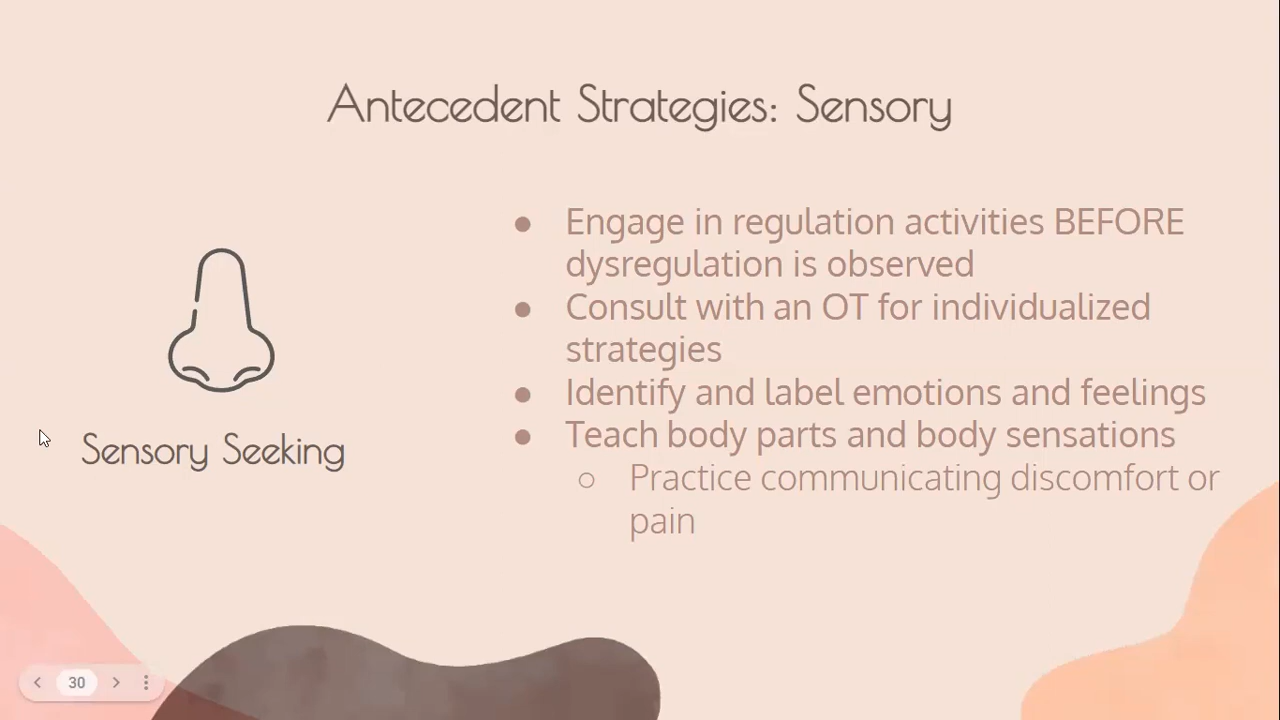 Antecedent Strategies: Sensory
Sensory Seeking
● Engage in regulation activities BEFORE
dysregulation is observed
● Consult with an OT for individualized
strategies
● Identify and label emotions and feelings
● Teach body parts and body sensations
○ Practice communicating discomfort or
pain
30